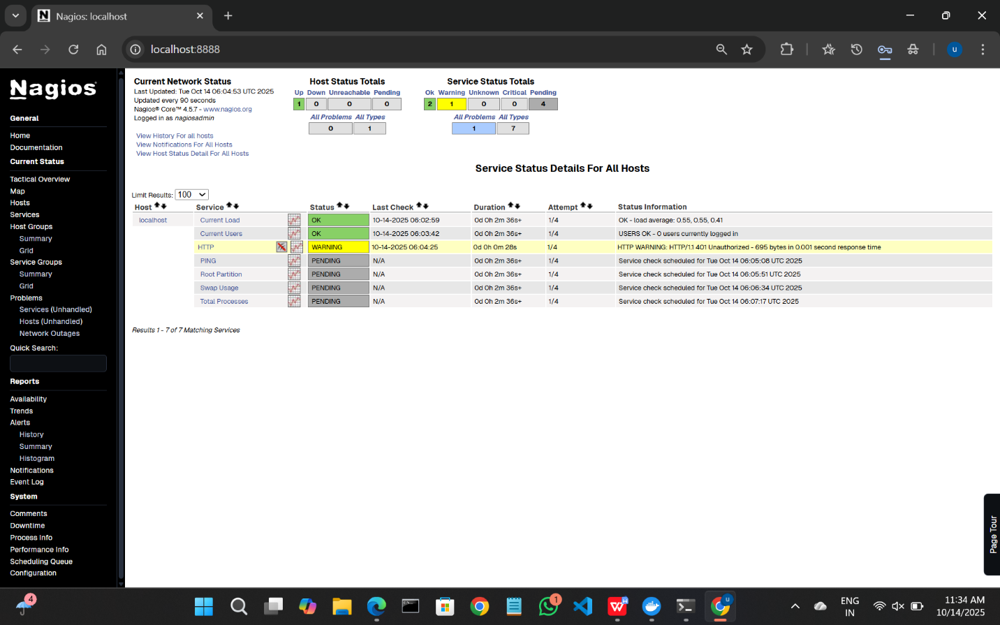 Nagios: localhost
localhost:8888
u
Nagios
General
Home
Documentation
Current Status
Tactical Overview
Map
Hosts
Services
Host Groups
Summary
Grid
Service Groups
Summary
Grid
Problems
Services (Unhandled)
Hosts (Unhandled)
Network Outages
Quick Search:
Reports
Availability
Trends
Alerts
History
Summary
Histogram
Notifications
Event Log
System
Comments
Downtime
Process Info
Performance Info
Scheduling Queue
Configuration
Current Network Status
Last Updated: Tue Oct 14 06:04:53 UTC 2025
Updated every 90 seconds
Nagios® Core™ 4.5.7 - www.nagios.org
Logged in as nagiosadmin
View History For all hosts
View Notifications For All Hosts
View Host Status Detail For All Hosts
Host Status Totals
Up Down Unreachable Pending
1 0 0 0
All Problems All Types
0 1
Service Status Totals
Ok Warning Unknown Critical Pending
2 1 0 0 4
All Problems All Types
1 7
Service Status Details For All Hosts
Limit Results: 100
Host Service Status Last Check Duration Attempt Status Information
localhost Current Load OK 10-14-2025 06:02:59 0d 0h 2m 36s+ 1/4 OK - load average: 0.55, 0.55, 0.41
Current Users OK 10-14-2025 06:03:42 0d 0h 2m 36s+ 1/4 USERS OK - 0 users currently logged in
HTTP WARNING 10-14-2025 06:04:25 0d 0h 0m 28s 1/4 HTTP WARNING: HTTP/1.1 401 Unauthorized - 695 bytes in 0.001 second response time
PING PENDING N/A 0d 0h 2m 36s+ 1/4 Service check scheduled for Tue Oct 14 06:05:08 UTC 2025
Root Partition PENDING N/A 0d 0h 2m 36s+ 1/4 Service check scheduled for Tue Oct 14 06:05:51 UTC 2025
Swap Usage PENDING N/A 0d 0h 2m 36s+ 1/4 Service check scheduled for Tue Oct 14 06:06:34 UTC 2025
Total Processes PENDING N/A 0d 0h 2m 36s+ 1/4 Service check scheduled for Tue Oct 14 06:07:17 UTC 2025
Results 1 - 7 of 7 Matching Services
Page Tour
4
1
u
ENG
IN
11:34 AM
10/14/2025